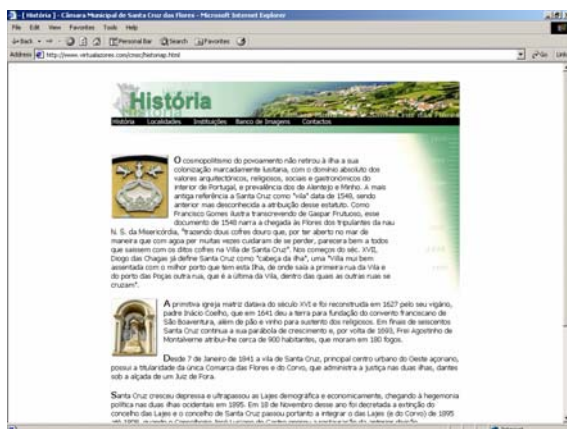 [ História ] - Câmara Municipal de Santa Cruz das Flores - Microsoft Internet Explorer
File Edit View Favorites Tools Help
Back Personal Bar Search Favorites
Address http://www.virtualazores.com/cmsc/historiap.html Go Links
História
História Localidades Instituições Banco de Imagens Contactos
O cosmopolitismo do povoamento não retirou à ilha a sua
colonização marcadamente lusitana, com o domínio absoluto dos
valores arquitectónicos, religiosos, sociais e gastronómicos do
interior de Portugal, e prevalência dos de Alentejo e Minho. A mais
antiga referência a Santa Cruz como "vila" data de 1548, sendo
anterior mas desconhecida a atribuição desse estatuto. Como
Francisco Gomes ilustra transcrevendo de Gaspar Frutuoso, esse
documento de 1548 narra a chegada às Flores dos tripulantes da nau
N. S. da Misericórdia, "trazendo dous cofres douro que, por ter aberto no mar de
maneira que com agoa per muitas vezes cuidaram de se perder, parecera bem a todos
que saissem com os ditos cofres na Villa de Santa Cruz". Nos começos do séc. XVII,
Diogo das Chagas já define Santa Cruz como "cabeça da ilha", uma "Villa mui bem
assentada com o milhor porto que tem esta Ilha, de onde saía a primeira rua da Vila e
do porto das Poças outra rua, que é a última da Vila, dentro das quais as outras ruas se
cruzam".
A primitiva igreja matriz datava do século XVI e foi reconstruida em 1627 pelo seu vigário,
padre Inácio Coelho, que em 1641 deu a terra para fundação do convento franciscano de
São Boaventura, além de pão e vinho para sustento dos religiosos. Em finais de seiscentos
Santa Cruz continua a sua parábola de crescimento e, por volta de 1693, Frei Agostinho de
Montalverne atribui-lhe cerca de 900 habitantes, que moram em 180 fogos.
Desde 7 de Janeiro de 1841 a vila de Santa Cruz, principal centro urbano do Oeste açoriano,
possui a titularidade da única Comarca das Flores e do Corvo, que administra a justiça nas duas ilhas, dantes
sob a alçada de um Juiz de Fora.
Santa Cruz cresceu depressa e ultrapassou as Lajes demográfica e economicamente, chegando à hegemonia
política nas duas ilhas ocidentais em 1895. Em 18 de Novembro desse ano foi decretada a extinção do
concelho das Lajes e o concelho de Santa Cruz passou portanto a integrar o das Lajes (e do Corvo) de 1895